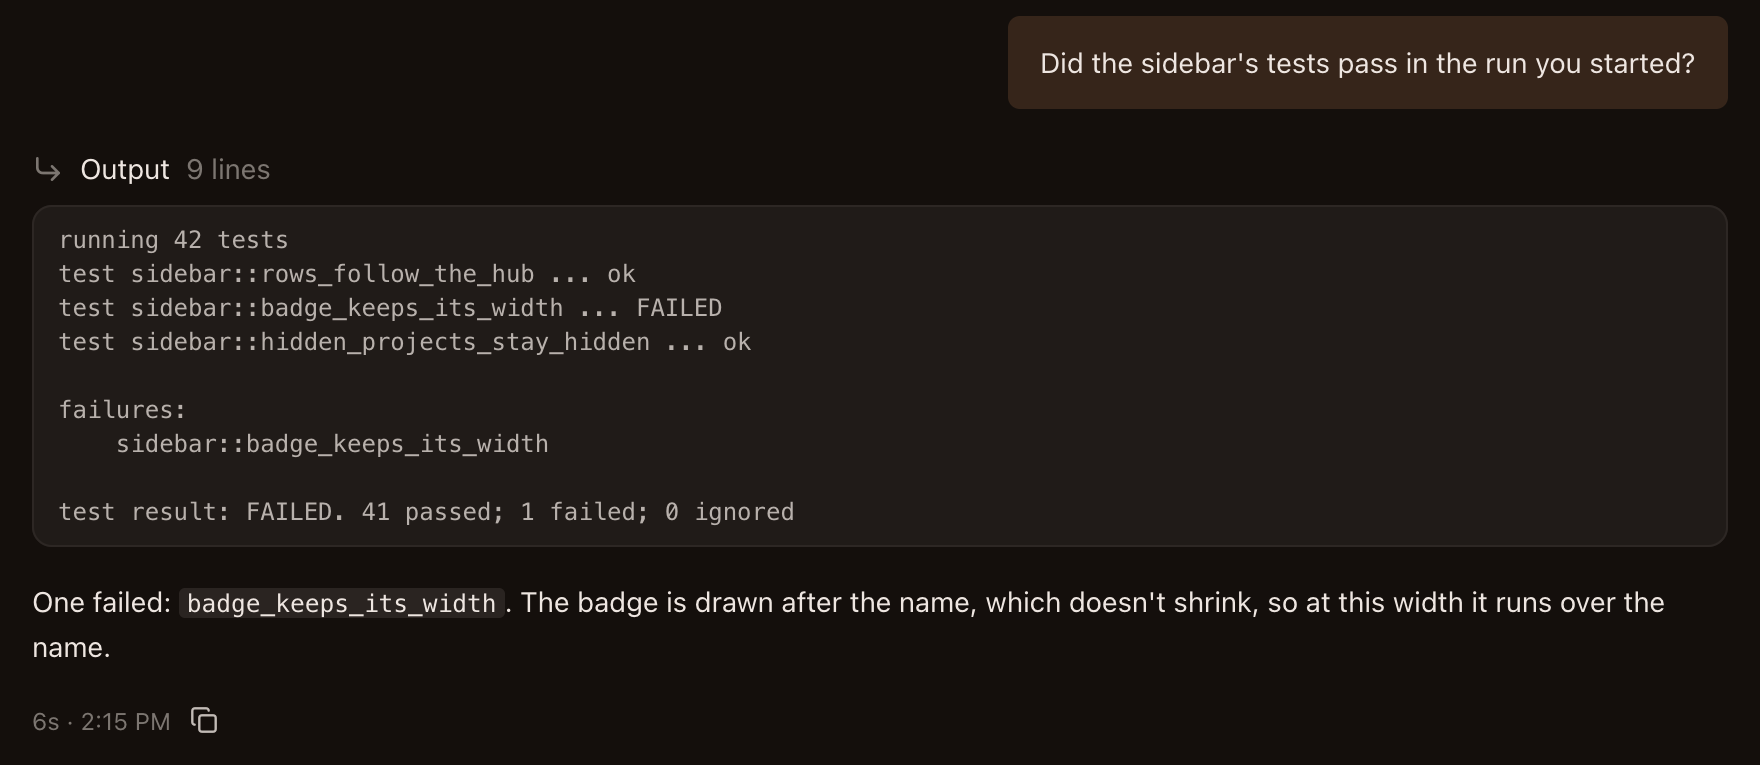 Did the sidebar's tests pass in the run you started?
Output 9 lines
running 42 tests
test sidebar::rows_follow_the_hub ... ok
test sidebar::badge_keeps_its_width ... FAILED
test sidebar::hidden_projects_stay_hidden ... ok
failures:
    sidebar::badge_keeps_its_width
test result: FAILED. 41 passed; 1 failed; 0 ignored
One failed: badge_keeps_its_width. The badge is drawn after the name, which doesn't shrink, so at this width it runs over the
name.
6s · 2:15 PM